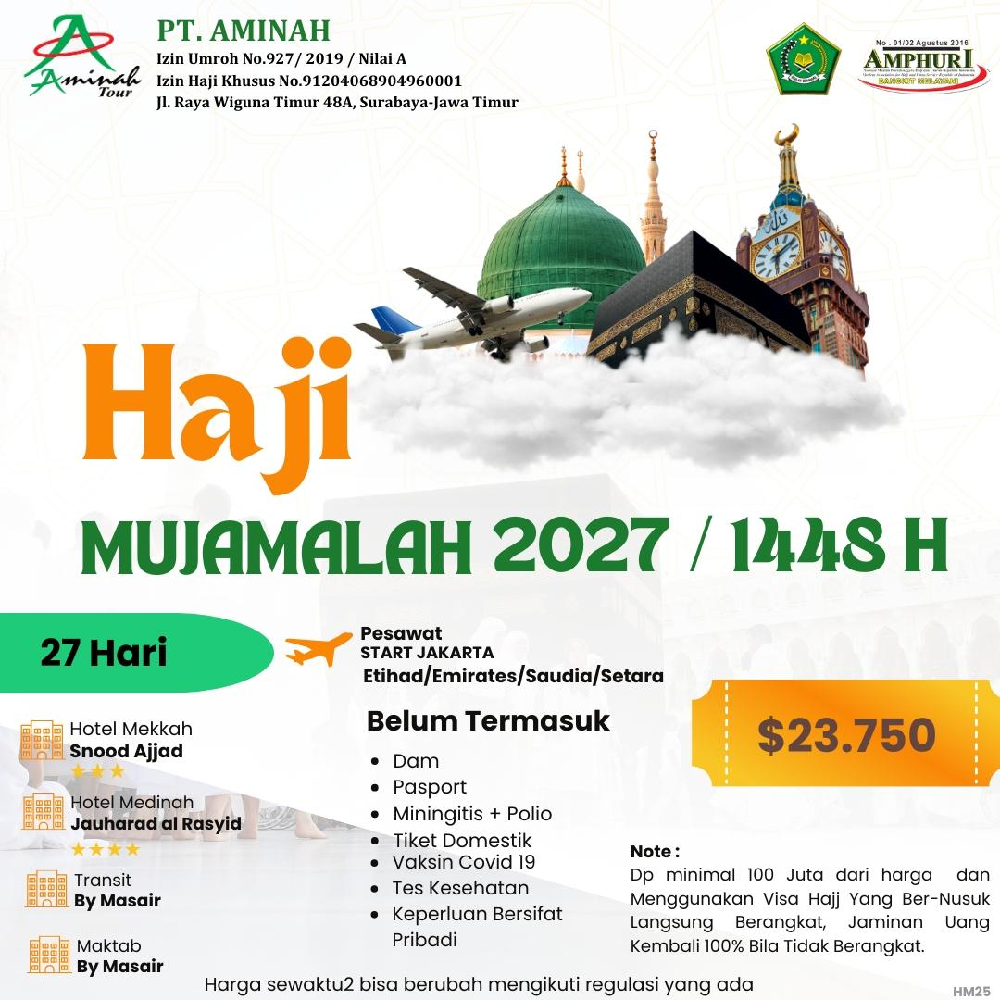 Aminah
Tour
PT. AMINAH
Izin Umroh No.927/ 2019 / Nilai A
Izin Haji Khusus No.91204068904960001
Jl. Raya Wiguna Timur 48A, Surabaya-Jawa Timur
No . 01/02 Agustus 2016
AMPHURI
BANGKIT MELAYANI
Haji
MUJAMALAH 2027 / 1448 H
27 Hari
Pesawat
START JAKARTA
Etihad/Emirates/Saudia/Setara
$23.750
Hotel Mekkah
Snood Ajjad
Hotel Medinah
Jauharad al Rasyid
Transit
By Masair
Maktab
By Masair
Belum Termasuk
• Dam
• Pasport
• Miningitis + Polio
• Tiket Domestik
• Vaksin Covid 19
• Tes Kesehatan
• Keperluan Bersifat
Pribadi
Note :
Dp minimal 100 Juta dari harga dan
Menggunakan Visa Hajj Yang Ber-Nusuk
Langsung Berangkat, Jaminan Uang
Kembali 100% Bila Tidak Berangkat.
Harga sewaktu2 bisa berubah mengikuti regulasi yang ada
HM25